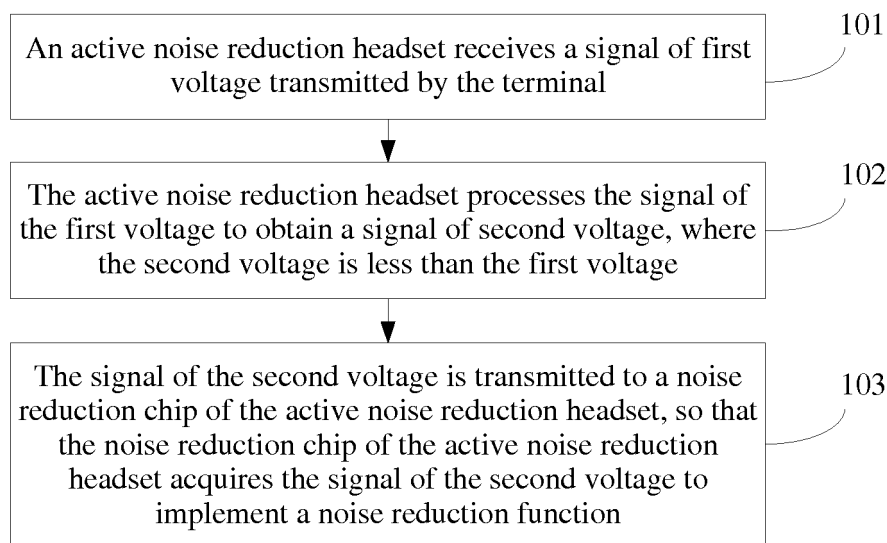 An active noise reduction headset receives a signal of first
voltage transmitted by the terminal
101
The active noise reduction headset processes the signal of
the first voltage to obtain a signal of second voltage, where
the second voltage is less than the first voltage
102
The signal of the second voltage is transmitted to a noise
reduction chip of the active noise reduction headset, so that
the noise reduction chip of the active noise reduction
headset acquires the signal of the second voltage to
implement a noise reduction function
103